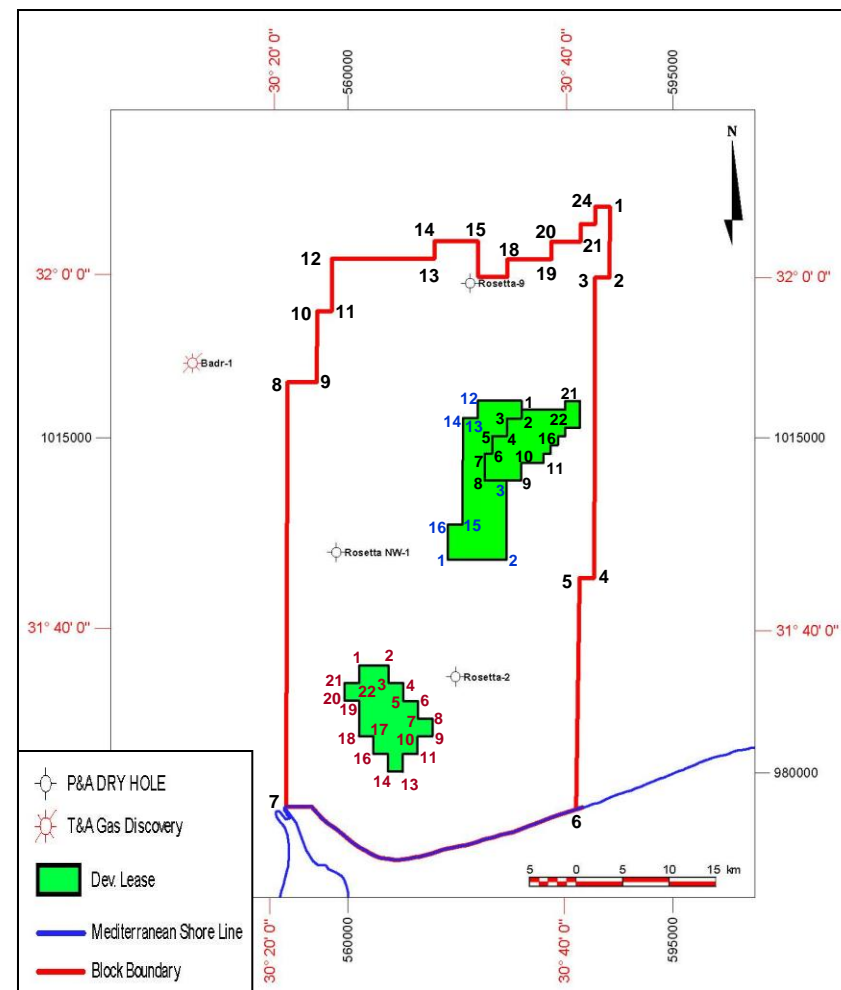 30° 20' 0"
560000
30° 40' 0"
595000
N
24 1
14 15 20 21
12 18
13 19
32° 0' 0" 3 2 32° 0' 0"
Rosetta-9
10 11
Badr-1
8 9
12 1 21
14 13 3 2 22
1015000 5 4 16 1015000
7 6 10 11
8 3 9
16 15
Rosetta NW-1
1 2
5 4
31° 40' 0" 31° 40' 0"
1 2
Rosetta-2
21 22 3 4
20 19 5 6
7 8
18 17 10 9
16 11
14 13
980000
7
6
P&A DRY HOLE
T&A Gas Discovery
Dev. Lease
Mediterranean Shore Line
Block Boundary
5 0 5 10 15 km
30° 20' 0"
560000
30° 40' 0"
595000